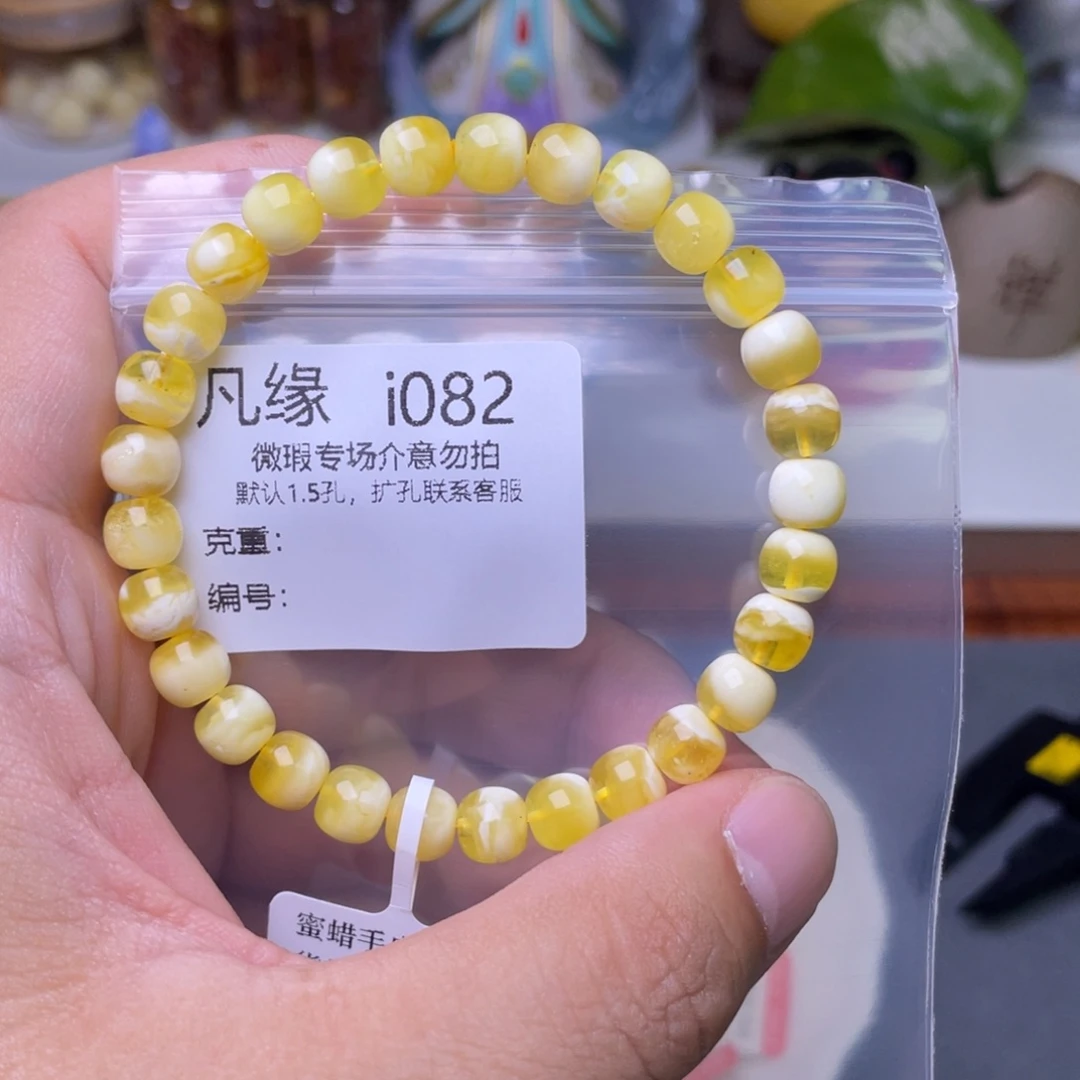 凡缘 i082
微瑕专场介意勿拍
默认1.5孔，扩孔联系客服
克重：
编号：
蜜蜡手